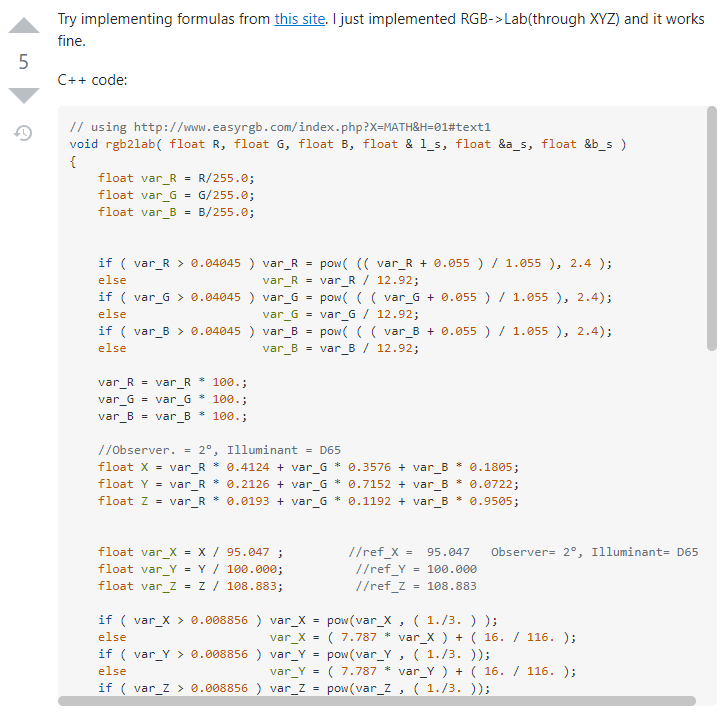 Try implementing formulas from this site. I just implemented RGB->Lab(through XYZ) and it works
fine.
5
C++ code:
// using http://www.easyrgb.com/index.php?X=MATH&H=01#text1
void rgb2lab( float R, float G, float B, float & l_s, float &a_s, float &b_s )
{
    float var_R = R/255.0;
    float var_G = G/255.0;
    float var_B = B/255.0;
    if ( var_R > 0.04045 ) var_R = pow( (( var_R + 0.055 ) / 1.055 ), 2.4 );
    else                   var_R = var_R / 12.92;
    if ( var_G > 0.04045 ) var_G = pow( ( ( var_G + 0.055 ) / 1.055 ), 2.4);
    else                   var_G = var_G / 12.92;
    if ( var_B > 0.04045 ) var_B = pow( ( ( var_B + 0.055 ) / 1.055 ), 2.4);
    else                   var_B = var_B / 12.92;
    var_R = var_R * 100.;
    var_G = var_G * 100.;
    var_B = var_B * 100.;
    //Observer. = 2°, Illuminant = D65
    float X = var_R * 0.4124 + var_G * 0.3576 + var_B * 0.1805;
    float Y = var_R * 0.2126 + var_G * 0.7152 + var_B * 0.0722;
    float Z = var_R * 0.0193 + var_G * 0.1192 + var_B * 0.9505;
    float var_X = X / 95.047 ;         //ref_X =  95.047   Observer= 2°, Illuminant= D65
    float var_Y = Y / 100.000;          //ref_Y = 100.000
    float var_Z = Z / 108.883;          //ref_Z = 108.883
    if ( var_X > 0.008856 ) var_X = pow(var_X , ( 1./3. ) );
    else                    var_X = ( 7.787 * var_X ) + ( 16. / 116. );
    if ( var_Y > 0.008856 ) var_Y = pow(var_Y , ( 1./3. ));
    else                    var_Y = ( 7.787 * var_Y ) + ( 16. / 116. );
    if ( var_Z > 0.008856 ) var_Z = pow(var_Z , ( 1./3. ));